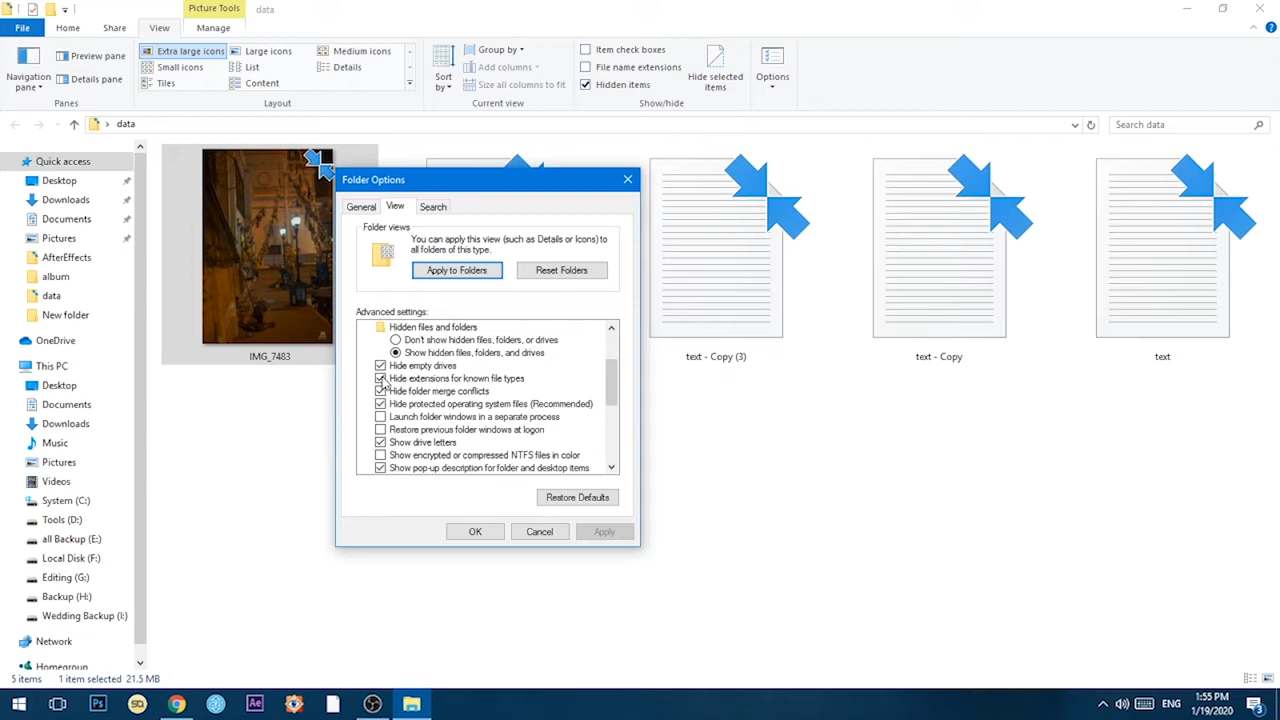 Picture Tools
data
File
Home
Share
View
Manage
Navigation pane
Preview pane
Details pane
Panes
Extra large icons
Large icons
Medium icons
Small icons
List
Details
Tiles
Content
Layout
Sort by
Group by
Add columns
Size all columns to fit
Current view
Item check boxes
File name extensions
Hidden items
Hide selected items
Show/hide
Options
data
Search data
Quick access
Desktop
Downloads
Documents
Pictures
AfterEffects
album
data
New folder
OneDrive
This PC
Desktop
Documents
Downloads
Music
Pictures
Videos
System (C:)
Tools (D:)
all Backup (E:)
Local Disk (F:)
Editing (G:)
Backup (H:)
Wedding Backup (I:)
Network
Homegroup
IMG_7483
text - Copy (3)
text - Copy
text
Folder Options
General
View
Search
Folder views
You can apply this view (such as Details or Icons) to
all folders of this type.
Apply to Folders
Reset Folders
Advanced settings:
Hidden files and folders
Don't show hidden files, folders, or drives
Show hidden files, folders, and drives
Hide empty drives
Hide extensions for known file types
Hide folder merge conflicts
Hide protected operating system files (Recommended)
Launch folder windows in a separate process
Restore previous folder windows at logon
Show drive letters
Show encrypted or compressed NTFS files in color
Show pop-up description for folder and desktop items
Restore Defaults
OK
Cancel
Apply
5 items
1 item selected 21.5 MB
Ps
SQ
Ae
ENG
1:55 PM
1/19/2020
3